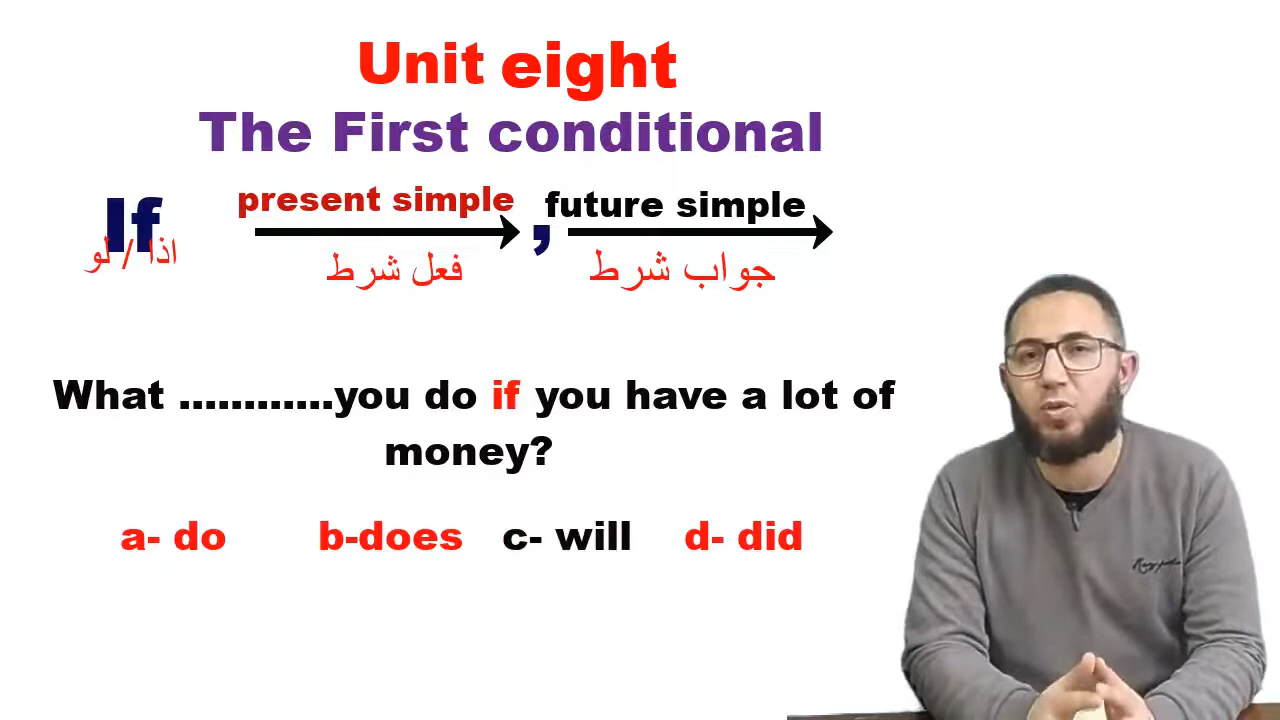 Unit eight
The First conditional
If present simple , future simple
اذا / لو فعل شرط جواب شرط
What ............you do if you have a lot of
money?
a- do b-does c- will d- did